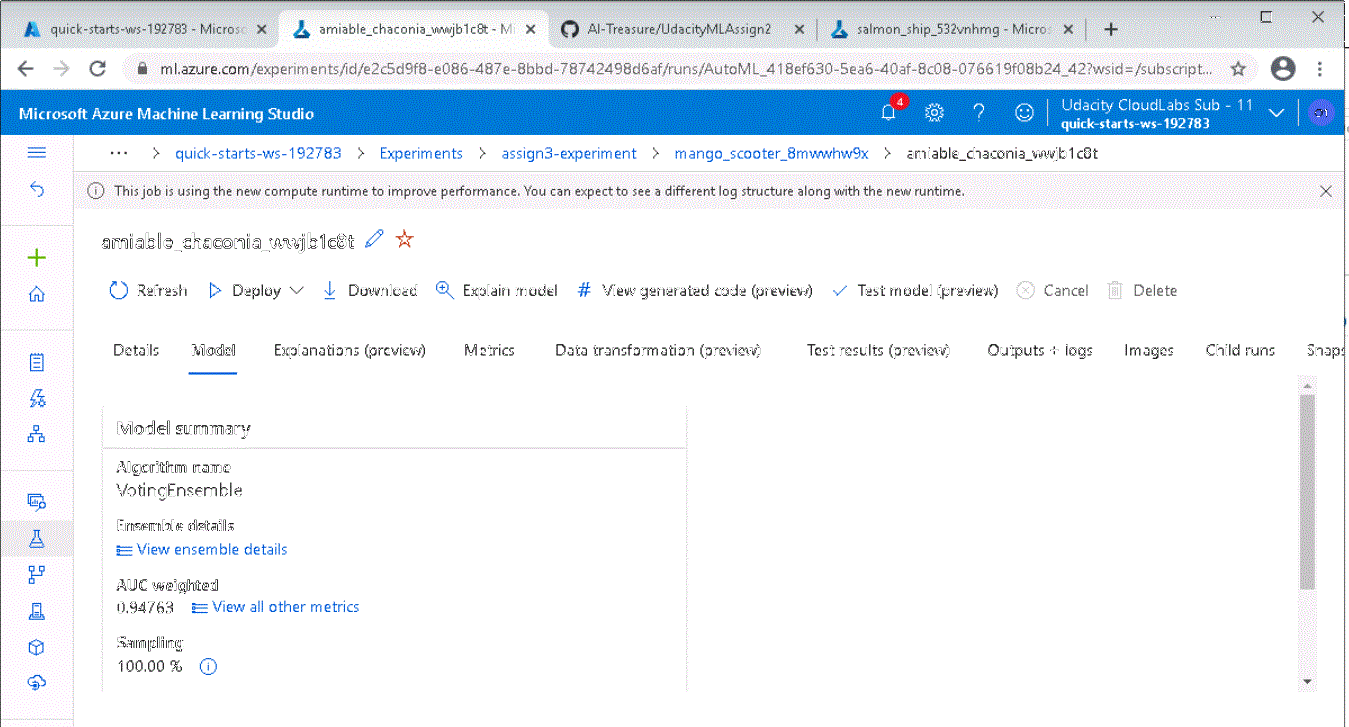 quick-starts-ws-192783 - Microso
amiable_chaconia_wwjb1c8t - Mi
AI-Treasure/UdacityMLAssign2
salmon_ship_532vnhmg - Micros
ml.azure.com/experiments/id/e2c5d9f8-e086-487e-8bbd-78742498d6af/runs/AutoML_418ef630-5ea6-40af-8c08-076619f08b24_42?wsid=/subscript...
Microsoft Azure Machine Learning Studio
4
Udacity CloudLabs Sub - 11
quick-starts-ws-192783
... > quick-starts-ws-192783 > Experiments > assign3-experiment > mango_scooter_8mwwhw9x > amiable_chaconia_wwjb1c8t
This job is using the new compute runtime to improve performance. You can expect to see a different log structure along with the new runtime.
amiable_chaconia_wwjb1c8t
Refresh Deploy Download Explain model # View generated code (preview) Test model (preview) Cancel Delete
Details Model Explanations (preview) Metrics Data transformation (preview) Test results (preview) Outputs + logs Images Child runs Snaps
Model summary
Algorithm name
VotingEnsemble
Ensemble details
View ensemble details
AUC weighted
0.94763 View all other metrics
Sampling
100.00 %